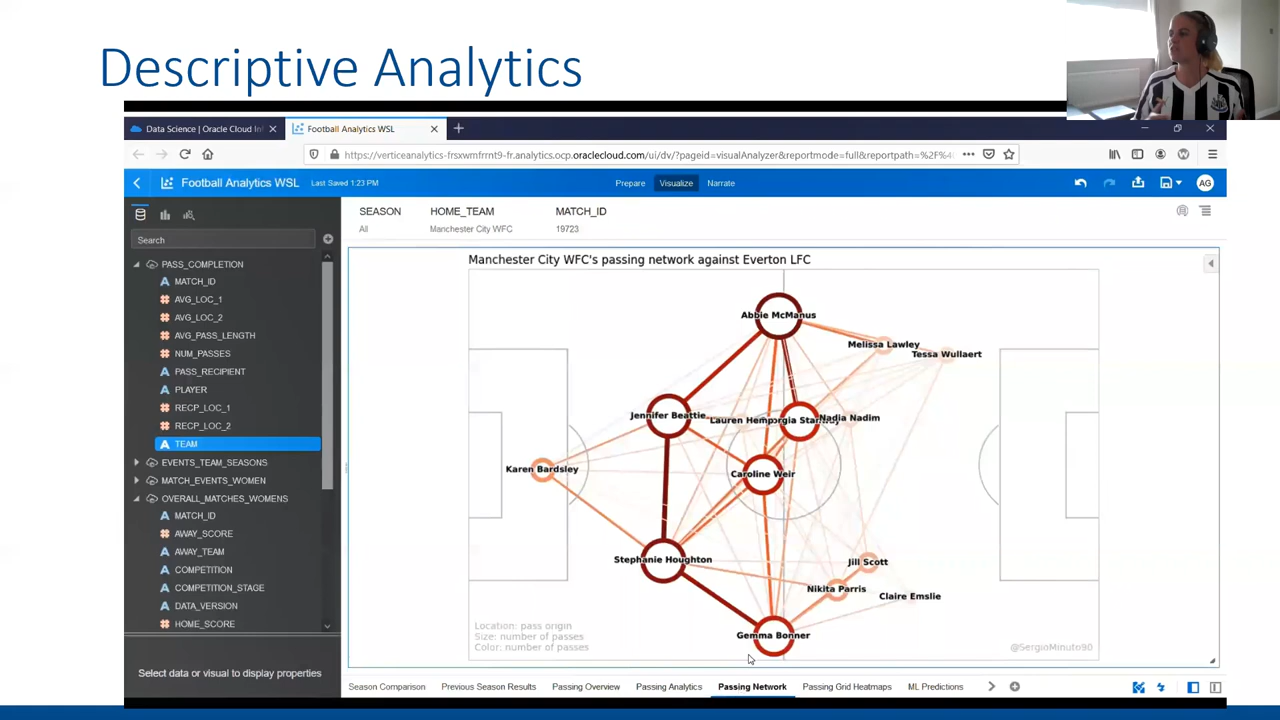 Descriptive Analytics
Data Science | Oracle Cloud In
Football Analytics WSL
https://verticeanalytics-frsxwmfrrnt9-fr.analytics.ocp.oraclecloud.com/ui/dv/?pageid=visualAnalyzer&reportmode=full&reportpath=%2F%4
Football Analytics WSL
Last Saved 1:23 PM
Prepare
Visualize
Narrate
AG
Search
PASS_COMPLETION
MATCH_ID
AVG_LOC_1
AVG_LOC_2
AVG_PASS_LENGTH
NUM_PASSES
PASS_RECIPIENT
PLAYER
RECP_LOC_1
RECP_LOC_2
TEAM
EVENTS_TEAM_SEASONS
MATCH_EVENTS_WOMEN
OVERALL_MATCHES_WOMENS
MATCH_ID
AWAY_SCORE
AWAY_TEAM
COMPETITION
COMPETITION_STAGE
DATA_VERSION
HOME_SCORE
Select data or visual to display properties
SEASON
All
HOME_TEAM
Manchester City WFC
MATCH_ID
19723
Manchester City WFC's passing network against Everton LFC
Abbie McManus
Melissa Lawley
Tessa Wullaert
Jennifer Beattie
Lauren Hem
Nadia Nadim
Karen Bardsley
Caroline Weir
Stephanie Houghton
Jill Scott
Nikita Parris
Claire Emslie
Gemma Bonner
Location: pass origin
Size: number of passes
Color: number of passes
@SergioMinuto90
Season Comparison
Previous Season Results
Passing Overview
Passing Analytics
Passing Network
Passing Grid Heatmaps
ML Predictions